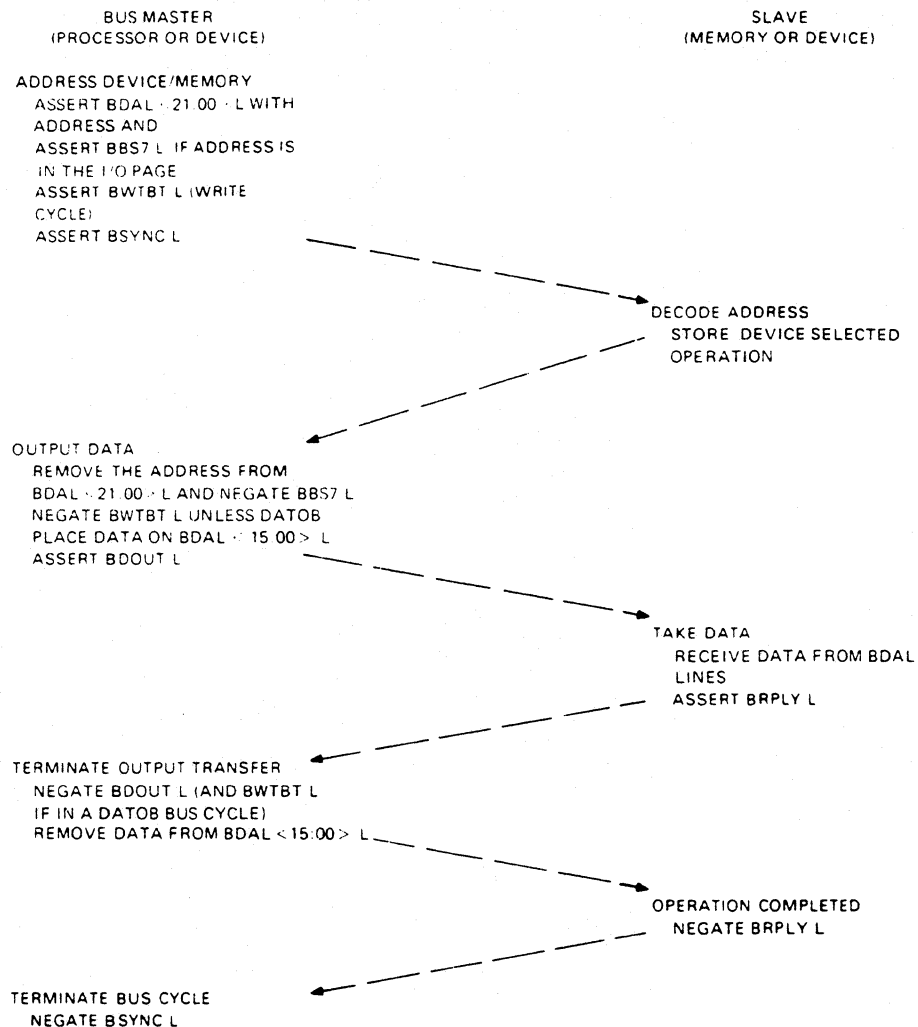 BUS MASTER
(PROCESSOR OR DEVICE)
SLAVE
(MEMORY OR DEVICE)
ADDRESS DEVICE/MEMORY
ASSERT BDAL <21:00> L WITH
ADDRESS AND
ASSERT BBS7 L IF ADDRESS IS
IN THE I/O PAGE
ASSERT BWTBT L (WRITE
CYCLE)
ASSERT BSYNC L
DECODE ADDRESS
STORE DEVICE SELECTED
OPERATION
OUTPUT DATA
REMOVE THE ADDRESS FROM
BDAL <21:00> L AND NEGATE BBS7 L
NEGATE BWTBT L UNLESS DATOB
PLACE DATA ON BDAL <15:00> L
ASSERT BDOUT L
TAKE DATA
RECEIVE DATA FROM BDAL
LINES
ASSERT BRPLY L
TERMINATE OUTPUT TRANSFER
NEGATE BDOUT L (AND BWTBT L
IF IN A DATOB BUS CYCLE)
REMOVE DATA FROM BDAL <15:00> L
OPERATION COMPLETED
NEGATE BRPLY L
TERMINATE BUS CYCLE
NEGATE BSYNC L